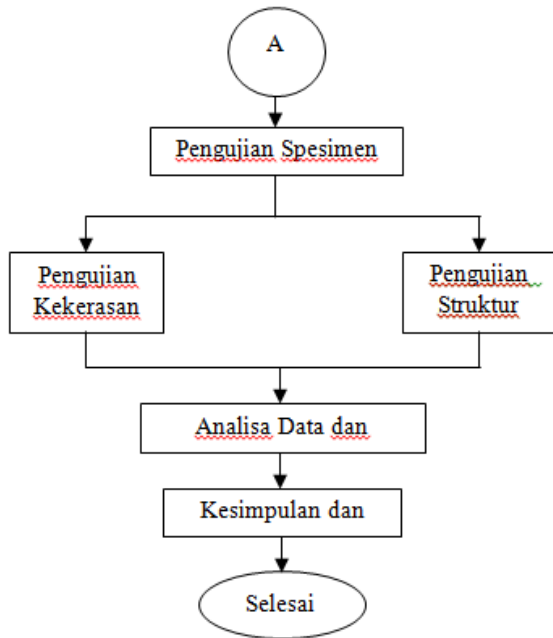 A
Pengujian Spesimen
Pengujian
Kekerasan
Pengujian
Struktur
Analisa Data dan
Kesimpulan dan
Selesai